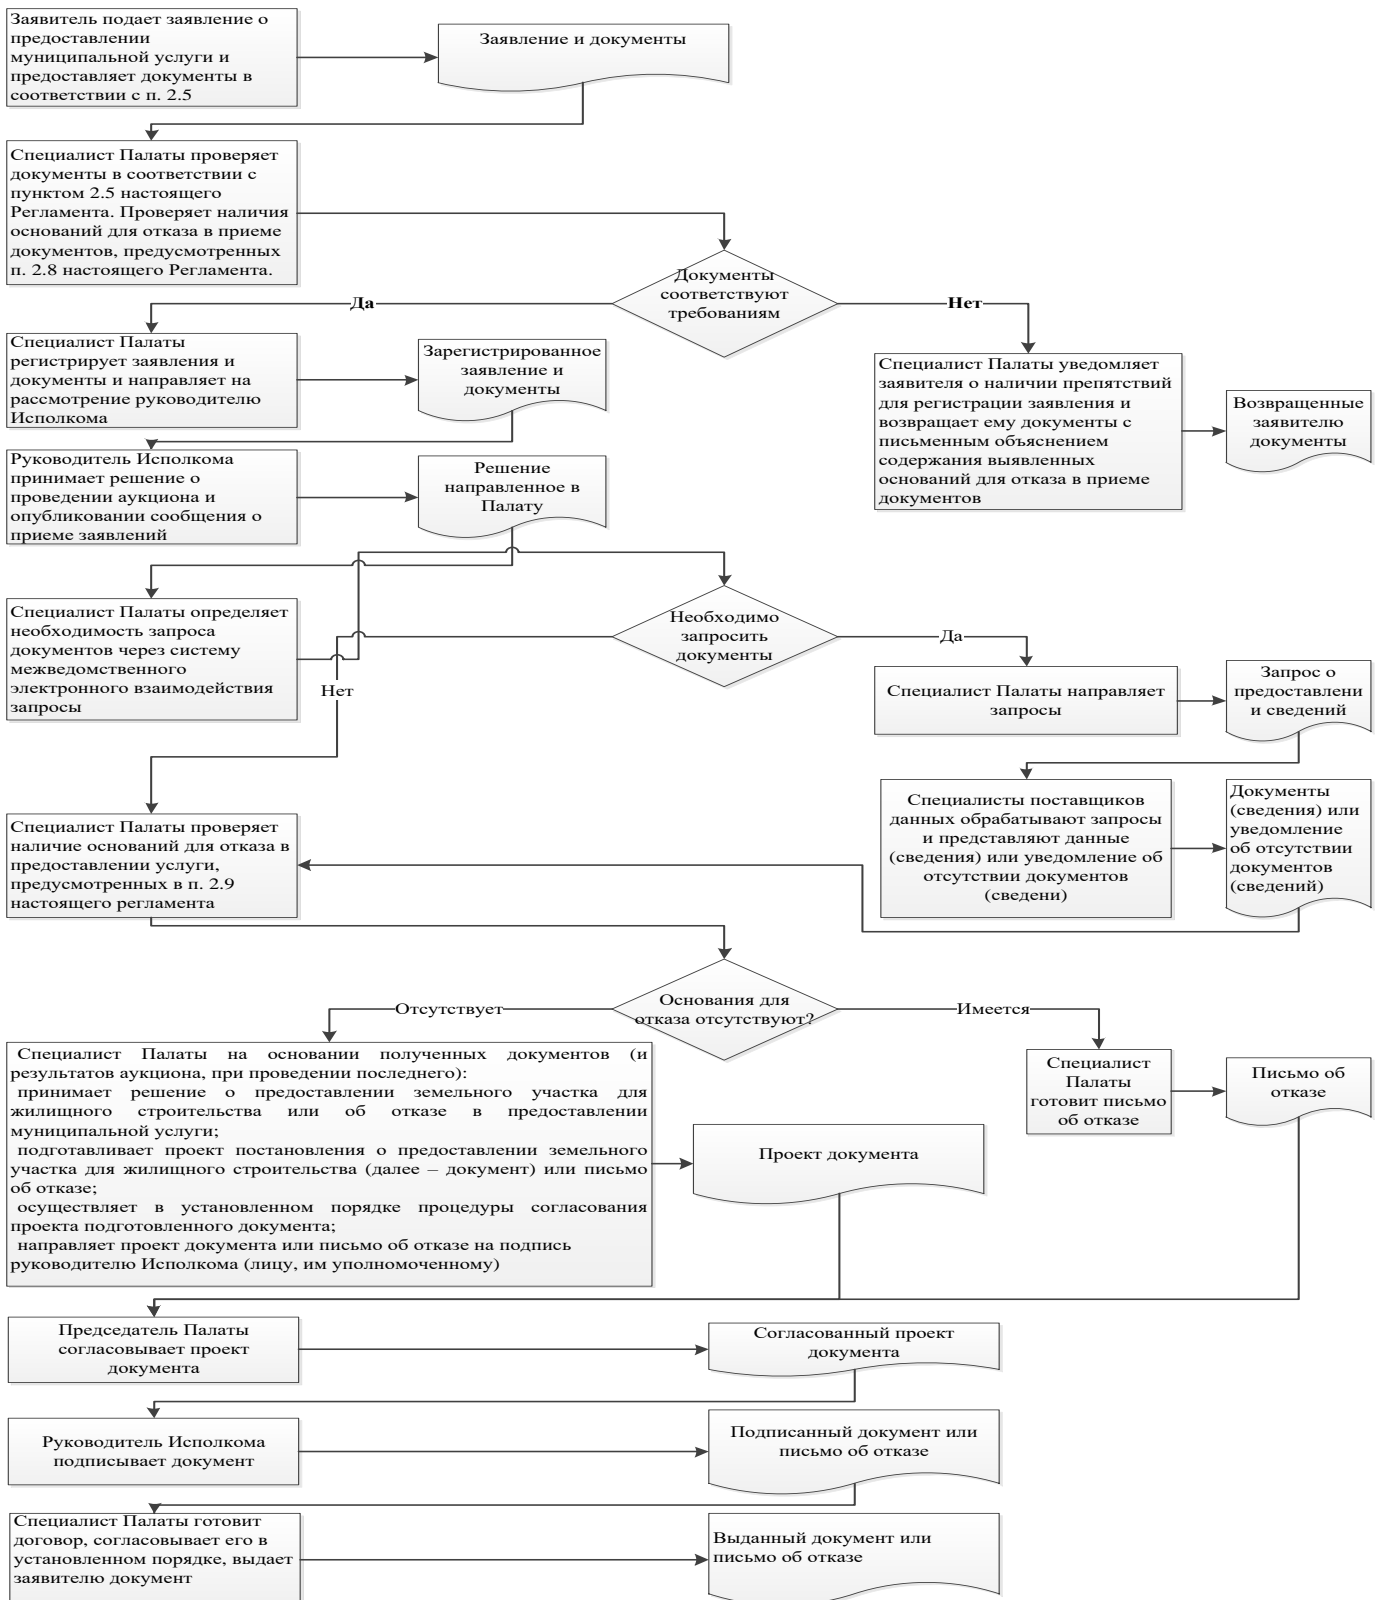 Заявитель подает заявление о
предоставлении
муниципальной услуги и
предоставляет документы в
соответствии с п. 2.5
Заявление и документы
Специалист Палаты проверяет
документы в соответствии с
пунктом 2.5 настоящего
Регламента. Проверяет наличия
оснований для отказа в приеме
документов, предусмотренных
п. 2.8 настоящего Регламента.
Документы
соответствуют
требованиям
Да
Нет
Специалист Палаты
регистрирует заявления и
документы и направляет на
рассмотрение руководителю
Исполкома
Зарегистрированное
заявление и
документы
Специалист Палаты уведомляет
заявителя о наличии препятствий
для регистрации заявления и
возвращает ему документы с
письменным объяснением
содержания выявленных
оснований для отказа в приеме
документов
Возвращенные
заявителю
документы
Руководитель Исполкома
принимает решение о
проведении аукциона и
опубликовании сообщения о
приеме заявлений
Решение
направленное в
Палату
Специалист Палаты определяет
необходимость запроса
документов через систему
межведомственного
электронного взаимодействия
запросы
Необходимо
запросить
документы
Да
Нет
Специалист Палаты направляет
запросы
Запрос о
предоставлени
и сведений
Специалисты поставщиков
данных обрабатывают запросы
и представляют данные
(сведения) или уведомление об
отсутствии документов
(сведени)
Документы
(сведения) или
уведомление
об отсутствии
документов
(сведений)
Специалист Палаты проверяет
наличие оснований для отказа в
предоставлении услуги,
предусмотренных в п. 2.9
настоящего регламента
Основания для
отказа отсутствуют?
Отсутствует
Имеется
Специалист Палаты на основании полученных документов (и
результатов аукциона, при проведении последнего):
принимает решение о предоставлении земельного участка для
жилищного строительства или об отказе в предоставлении
муниципальной услуги;
подготавливает проект постановления о предоставлении земельного
участка для жилищного строительства (далее – документ) или письмо
об отказе;
осуществляет в установленном порядке процедуры согласования
проекта подготовленного документа;
направляет проект документа или письмо об отказе на подпись
руководителю Исполкома (лицу, им уполномоченному)
Проект документа
Специалист
Палаты
готовит письмо
об отказе
Письмо об
отказе
Председатель Палаты
согласовывает проект
документа
Согласованный проект
документа
Руководитель Исполкома
подписывает документ
Подписанный документ или
письмо об отказе
Специалист Палаты готовит
договор, согласовывает его в
установленном порядке, выдает
заявителю документ
Выданный документ или
письмо об отказе